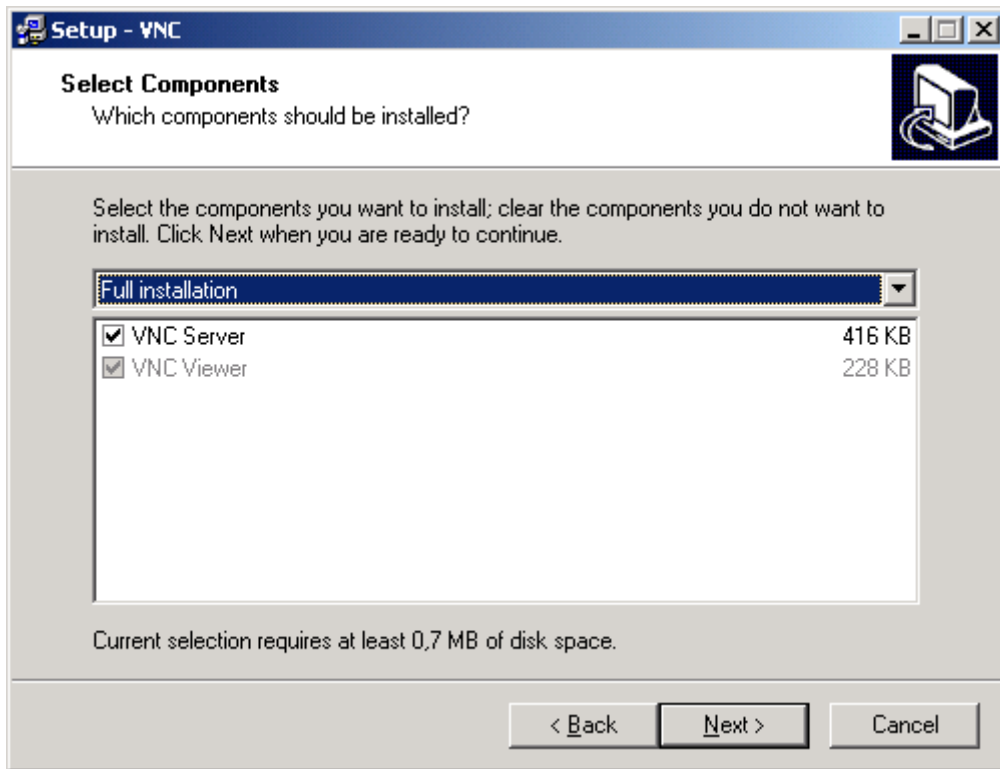 Setup - VNC
Select Components
Which components should be installed?
Select the components you want to install; clear the components you do not want to
install. Click Next when you are ready to continue.
Full installation
VNC Server 416 KB
VNC Viewer 228 KB
Current selection requires at least 0,7 MB of disk space.
< Back Next > Cancel